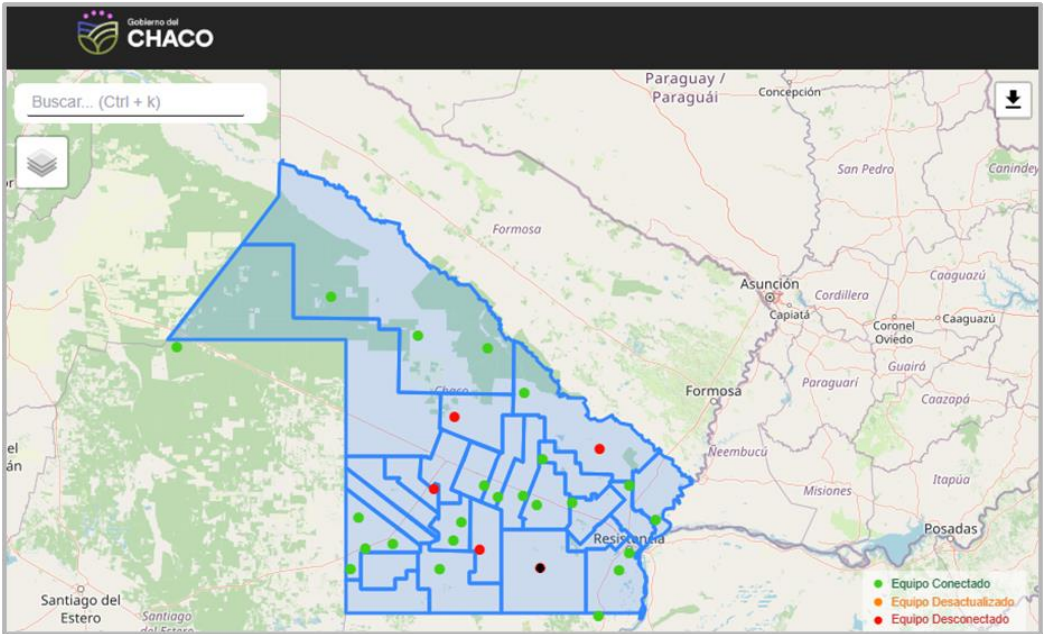 Gobierno del
CHACO
Buscar... (Ctrl + k)
Paraguay /
Paraguái
Concepción
San Pedro
Canindey
Formosa
Asunción
Capiatá
Cordillera
Caaguazú
Coronel
Oviedo
Caaguazú
Guairá
Paraguarí
Caazapá
Chaco
Formosa
Ñeembucú
Misiones
Itapúa
el
án
Resistencia
Posadas
Santiago del
Estero
Santiago
del Estero
Equipo Conectado
Equipo Desactualizado
Equipo Desconectado